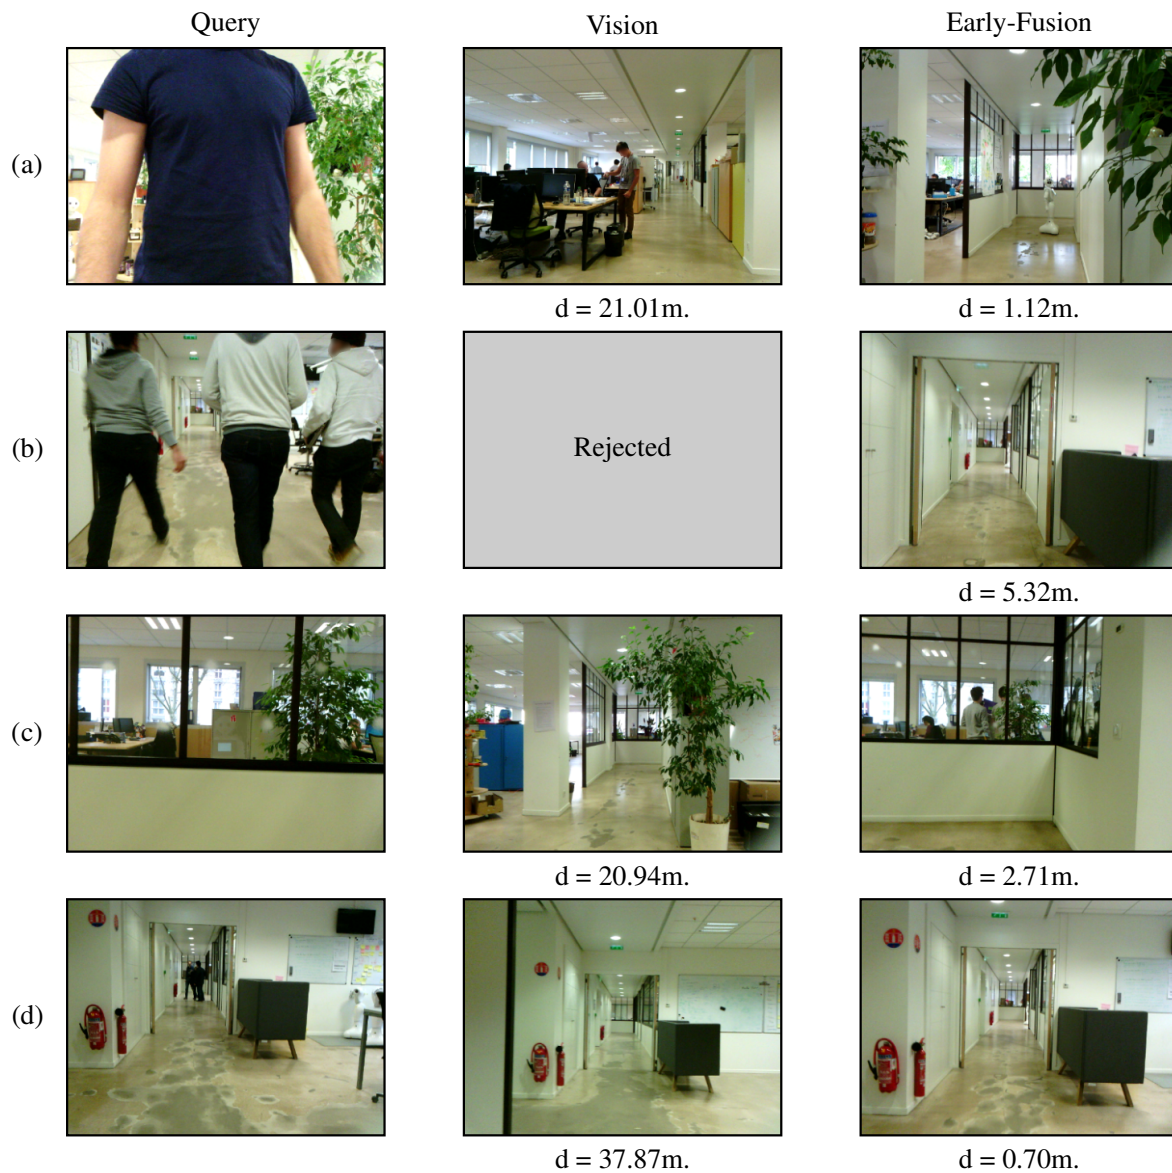 Query Vision Early-Fusion
(a)
d = 21.01m. d = 1.12m.
(b) Rejected
d = 5.32m.
(c)
d = 20.94m. d = 2.71m.
(d)
d = 37.87m. d = 0.70m.